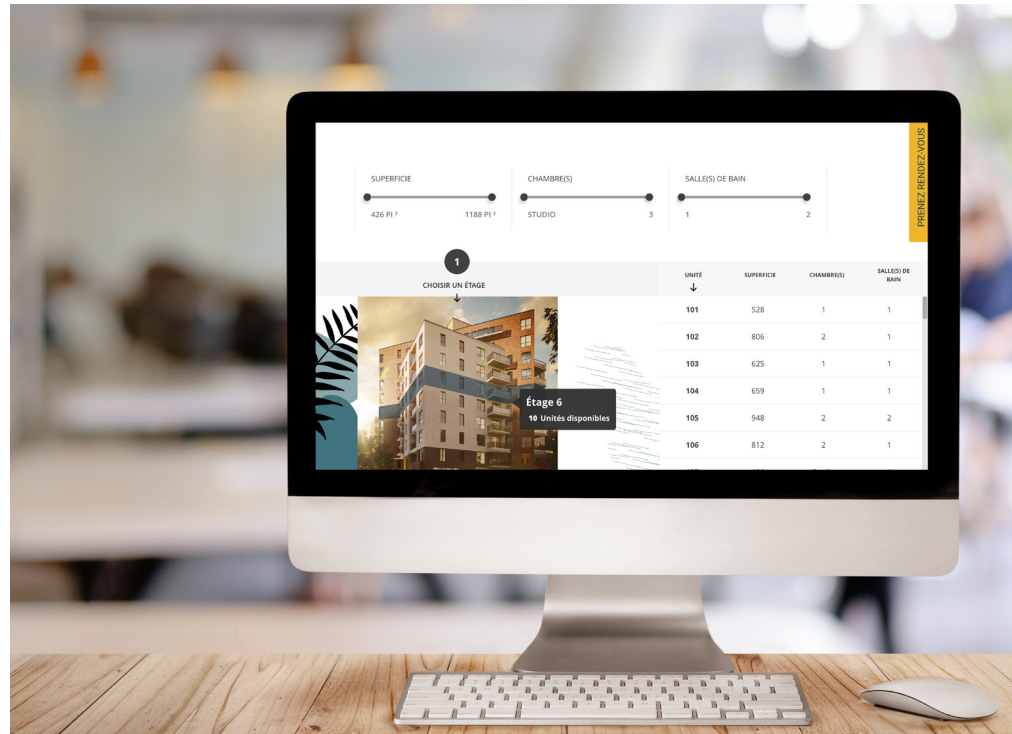 PRENEZ RENDEZ-VOUS
SUPERFICIE
426 PI ²
1188 PI ²
CHAMBRE(S)
STUDIO
3
SALLE(S) DE BAIN
1
2
1
CHOISIR UN ÉTAGE
Étage 6
10 Unités disponibles
UNITÉ SUPERFICIE CHAMBRE(S) SALLE(S) DE
BAIN
101 528 1 1
102 806 2 1
103 625 1 1
104 659 1 1
105 948 2 2
106 812 2 1